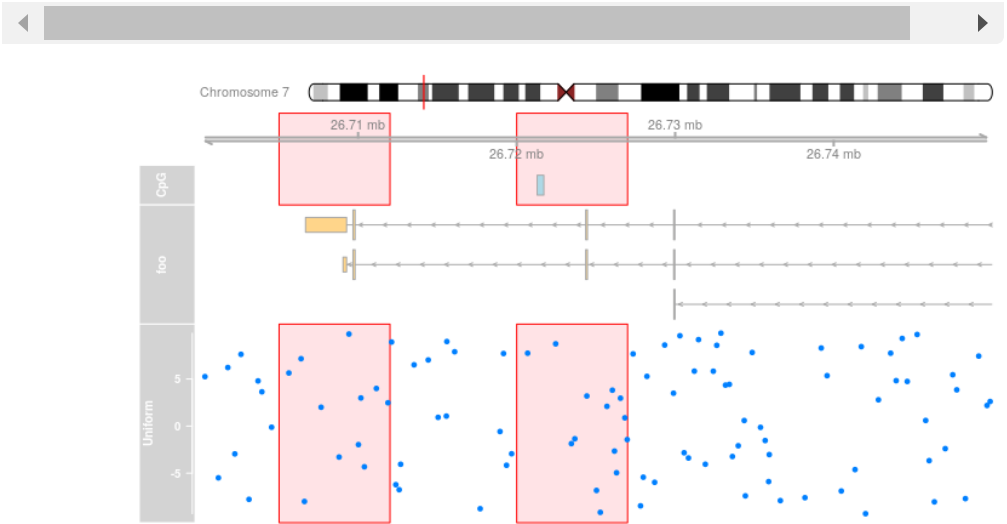 Chromosome 7
26.71 mb
26.73 mb
26.72 mb
26.74 mb
CpG
foo
Uniform
5
0
-5